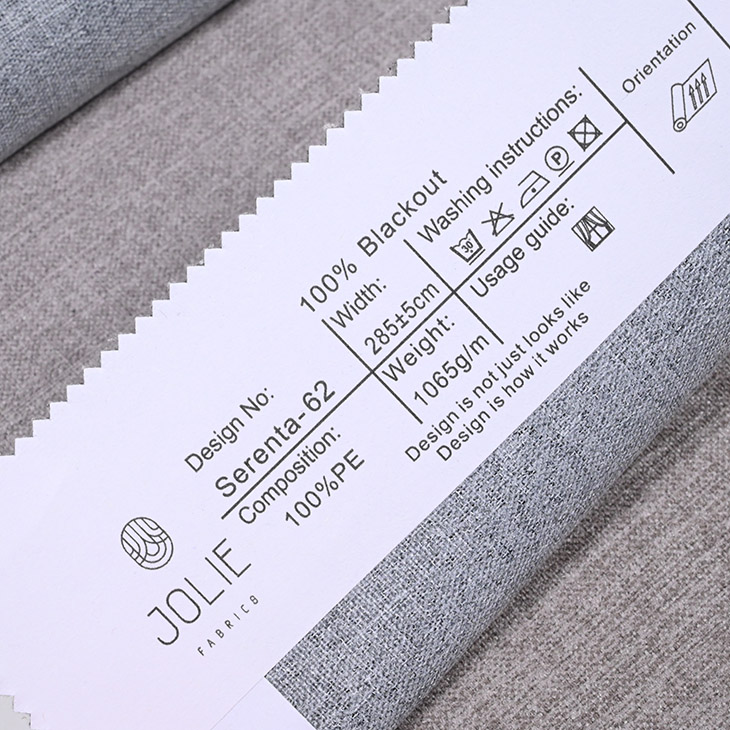 100% Blackout
Design No:
Serenta-62
Width:
285±5cm
Washing instructions:
30°
P
Composition:
100%PE
Weight:
1065g/m
Usage guide:
Orientation
Design is not just looks like
Design is how it works
JOLIE
FABRICS